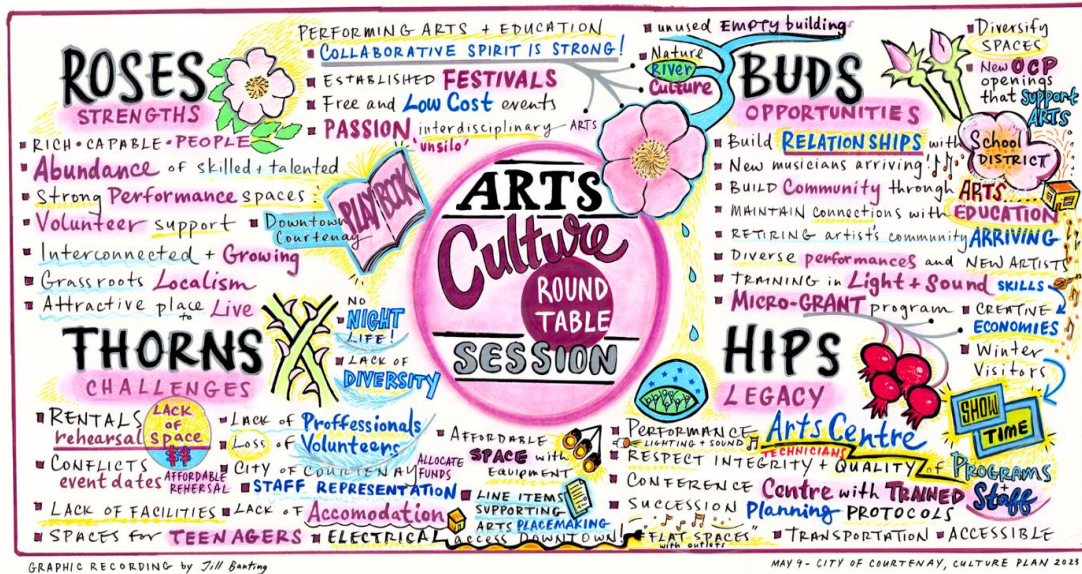 ROSES
STRENGTHS
RICH • CAPABLE • PEOPLE
Abundance of skilled + talented
Strong Performance spaces
Volunteer support
Downtown
Courtenay
PLAYBOOK
Interconnected + Growing
Grassroots Localism
Attractive place to Live
PERFORMING ARTS + EDUCATION
COLLABORATIVE SPIRIT IS STRONG!
ESTABLISHED FESTIVALS
Free and Low Cost events
PASSION interdisciplinary ARTS
'unsilo'
ARTS
Culture
ROUND
TABLE
SESSION
BUDS
OPPORTUNITIES
unused EMPTY building
Nature
River
Culture
Diversify
SPACES
New OCP
openings
that support
ARTS
Build RELATIONSHIPS with
School
DISTRICT
New musicians arriving
BUILD Community through ARTS...
EDUCATION
MAINTAIN connections with
RETIRING artist's community ARRIVING
Diverse performances and NEW ARTISTS
TRAINING in Light + Sound SKILLS
MICRO-GRANT program
CREATIVE
ECONOMIES
Winter
Visitors
THORNS
CHALLENGES
NO
NIGHT
LIFE!
LACK OF
DIVERSITY
RENTALS
rehearsal
LACK
OF
Space
$$
AFFORDABLE
REHERSAL
CONFLICTS
event dates
LACK OF FACILITIES
SPACES for TEENAGERS
LACK OF Proffessionals
Loss of Volunteers
CITY OF COURTENAY
ALLOCATE
FUNDS
STAFF REPRESENTATION
LACK OF Accomodation
ELECTRICAL access DOWNTOWN!
AFFORDABLE
SPACE with
EQUIPMENT
LINE ITEMS
SUPPORTING
ARTS PLACEMAKING
HIPS
LEGACY
SHOW
TIME
PERFORMANCE Arts Centre
LIGHTING + SOUND TECHNICIANS
RESPECT INTEGRITY + QUALITY of PROGRAMS
+
Staff
CONFERENCE Centre with TRAINED
SUCCESSION Planning PROTOCOLS
"FLAT SPACES"
with outlets
TRANSPORTATION
ACCESSIBLE
GRAPHIC RECORDING by Jill Banting
MAY 9 - CITY OF COURTENAY, CULTURE PLAN 2023